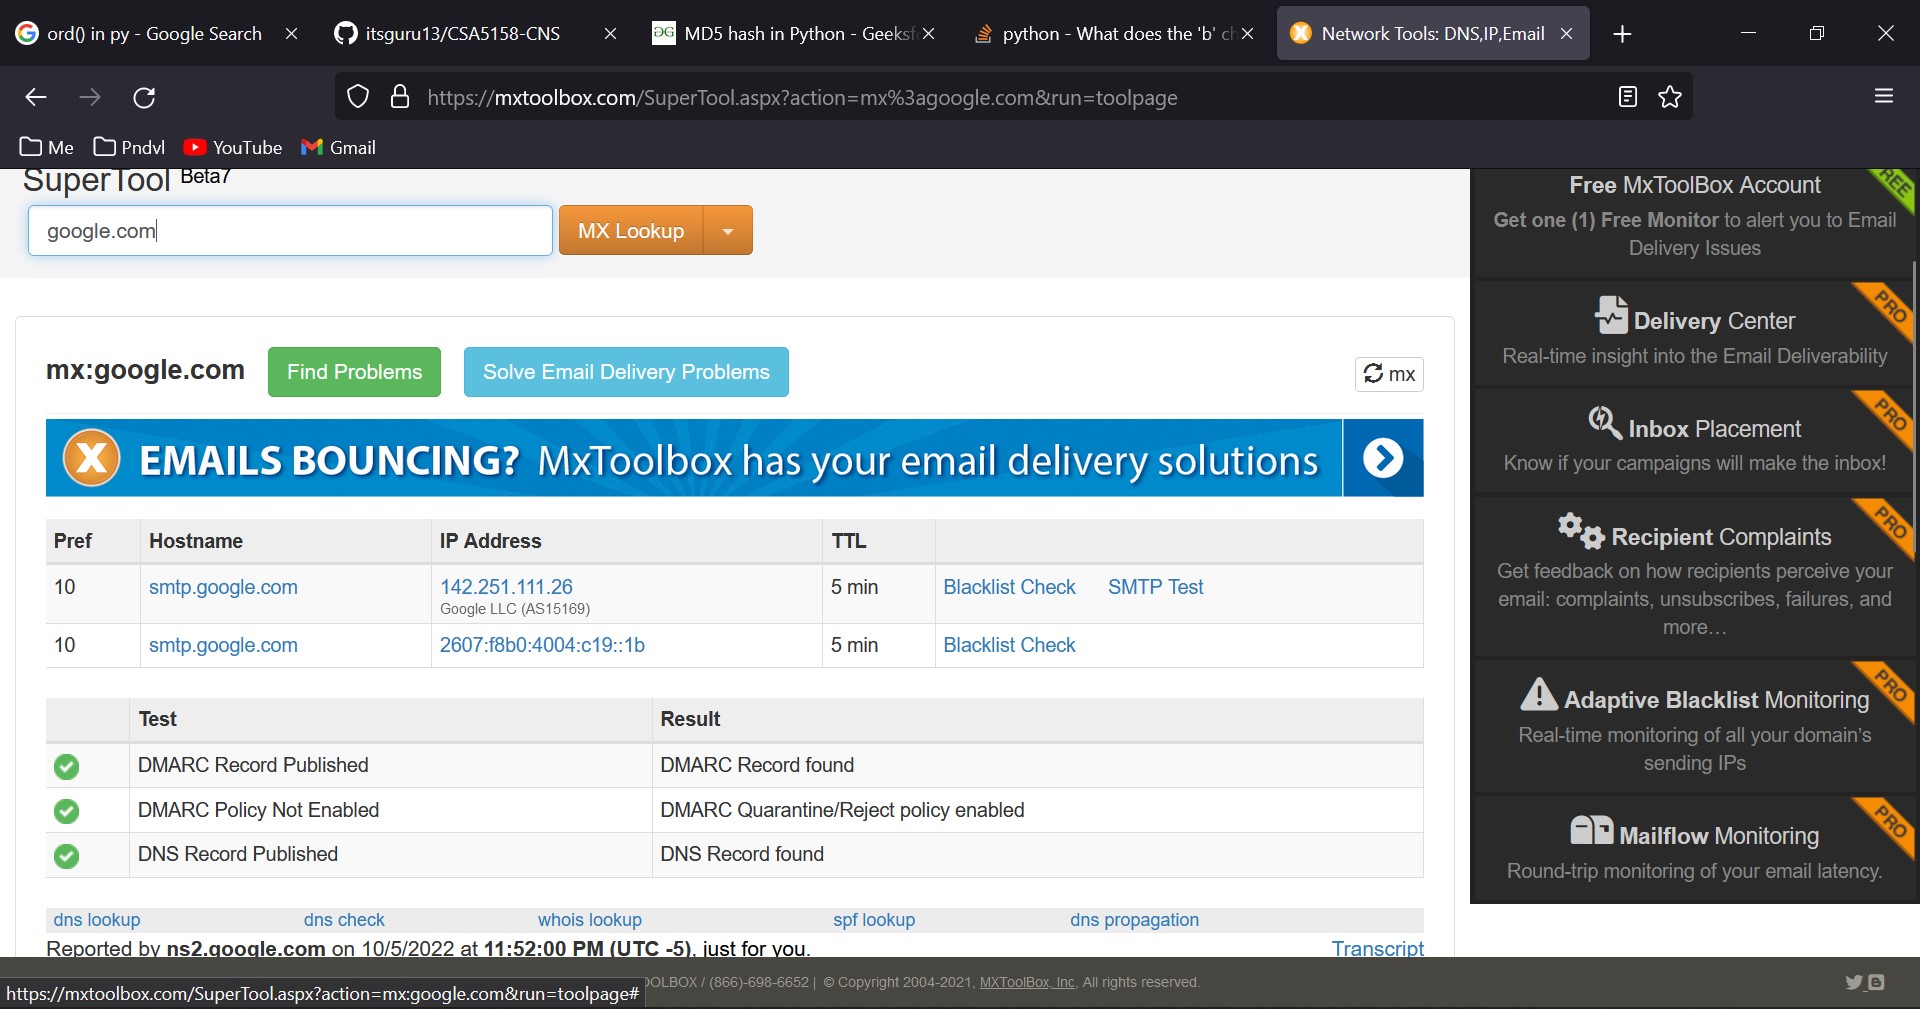 ord() in py - Google Search
itsguru13/CSA5158-CNS
MD5 hash in Python - Geeksf
python - What does the 'b' ch
Network Tools: DNS,IP,Email
https://mxtoolbox.com/SuperTool.aspx?action=mx%3agoogle.com&run=toolpage
Me
Pndvl
YouTube
Gmail
SuperTool Beta7
google.com
MX Lookup
mx:google.com
Find Problems
Solve Email Delivery Problems
mx
X EMAILS BOUNCING? MxToolbox has your email delivery solutions
Pref Hostname IP Address TTL
10 smtp.google.com 142.251.111.26 5 min Blacklist Check SMTP Test
Google LLC (AS15169)
10 smtp.google.com 2607:f8b0:4004:c19::1b 5 min Blacklist Check
Test Result
DMARC Record Published DMARC Record found
DMARC Policy Not Enabled DMARC Quarantine/Reject policy enabled
DNS Record Published DNS Record found
dns lookup dns check whois lookup spf lookup dns propagation
Reported by ns2.google.com on 10/5/2022 at 11:52:00 PM (UTC -5), just for you.
Transcript
Free MxToolBox Account
REE
Get one (1) Free Monitor to alert you to Email
Delivery Issues
Delivery Center
PRO
Real-time insight into the Email Deliverability
Inbox Placement
PRO
Know if your campaigns will make the inbox!
Recipient Complaints
PRO
Get feedback on how recipients perceive your
email: complaints, unsubscribes, failures, and
more...
Adaptive Blacklist Monitoring
PRO
Real-time monitoring of all your domain's
sending IPs
Mailflow Monitoring
PRO
Round-trip monitoring of your email latency.
OLBOX / (866)-698-6652 | © Copyright 2004-2021, MXToolBox, Inc, All rights reserved.
https://mxtoolbox.com/SuperTool.aspx?action=mx:google.com&run=toolpage#